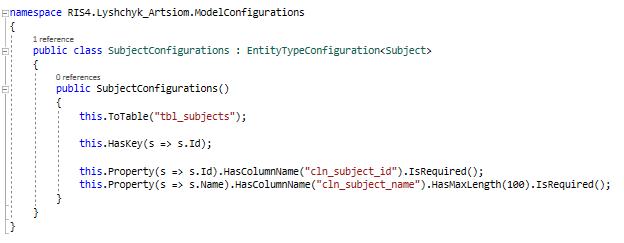 namespace RIS4.Lyshchyk_Artsiom.ModelConfigurations
{
1 reference
public class SubjectConfigurations : EntityTypeConfiguration<Subject>
{
0 references
public SubjectConfigurations()
{
this.ToTable("tbl_subjects");
this.HasKey(s => s.Id);
this.Property(s => s.Id).HasColumnName("cln_subject_id").IsRequired();
this.Property(s => s.Name).HasColumnName("cln_subject_name").HasMaxLength(100).IsRequired();
}
}
}